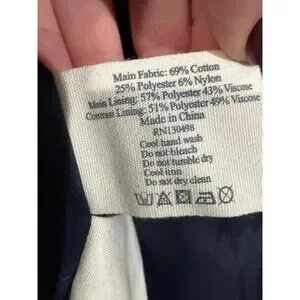 Main Fabric: 69% Cotton
25% Polyester 6% Nylon
Main Lining: 57% Polyester 43% Viscose
Contrast Lining: 51% Polyester 49% Viscose
Made in China
RN130498
Cool hand wash
Do not bleach
Do not tumble dry
Cool iron
Do not dry clean